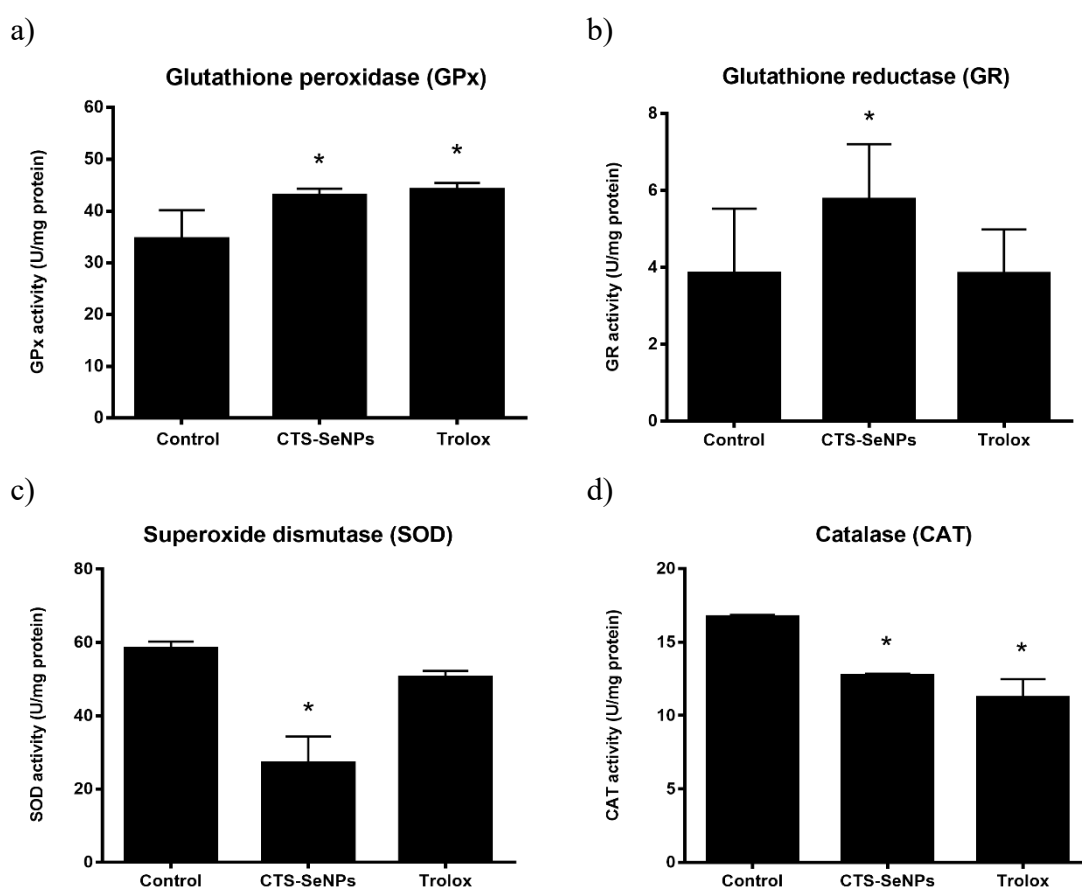 a)
Glutathione peroxidase (GPx)
GPx activity (U/mg protein)
60
50
40
30
20
10
0
*
*
Control
CTS-SeNPs
Trolox
b)
Glutathione reductase (GR)
GR activity (U/mg protein)
8
6
4
2
0
*
Control
CTS-SeNPs
Trolox
c)
Superoxide dismutase (SOD)
SOD activity (U/mg protein)
80
60
40
20
0
*
Control
CTS-SeNPs
Trolox
d)
Catalase (CAT)
CAT activity (U/mg protein)
20
15
10
5
0
*
*
Control
CTS-SeNPs
Trolox